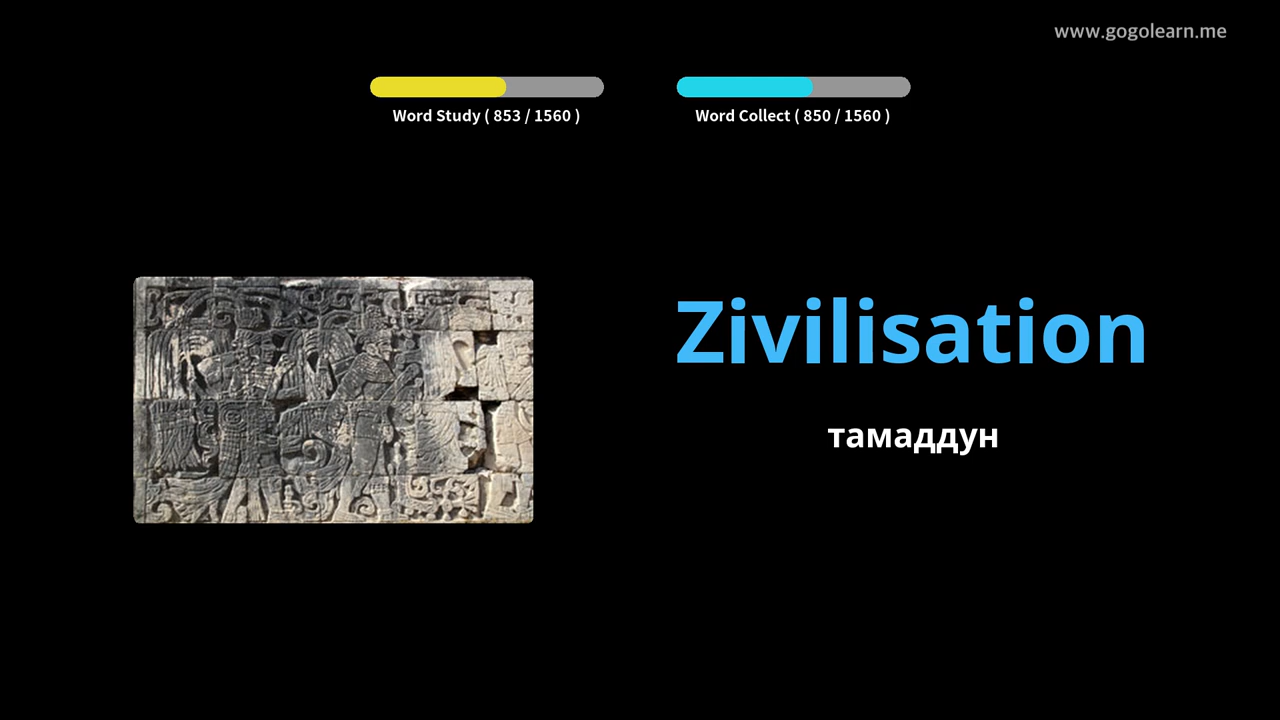 www.gogolearn.me
Word Study ( 853 / 1560 )
Word Collect ( 850 / 1560 )
Zivilisation
тамаддун